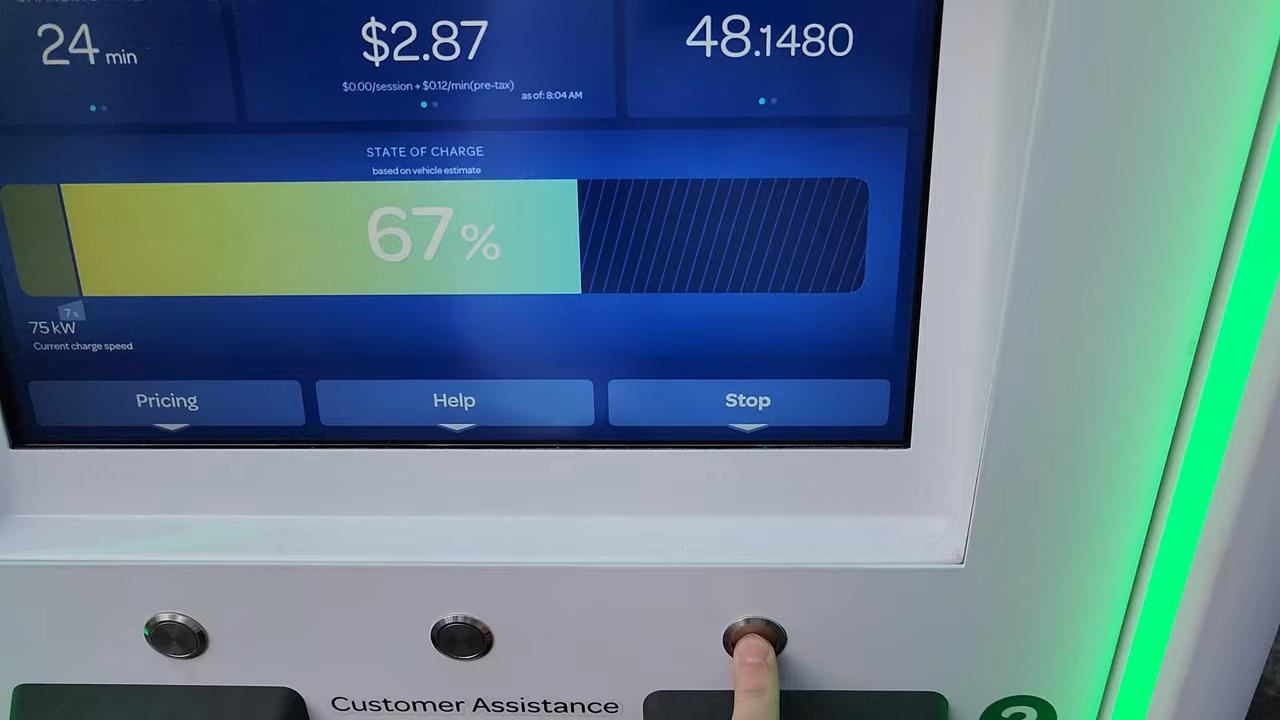 24 min
$2.87
$0.00/session + $0.12/min(pre-tax)
as of: 8:04 AM
48.1480
STATE OF CHARGE
based on vehicle estimate
67%
7%
75 kW
Current charge speed
Pricing
Help
Stop
Customer Assistance